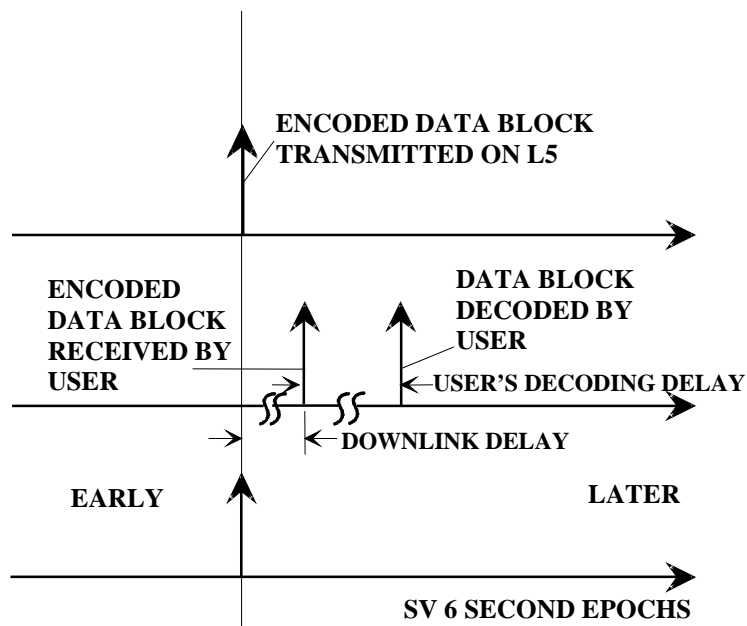 ENCODED DATA BLOCK
TRANSMITTED ON L5
ENCODED
DATA BLOCK
RECEIVED BY
USER
DATA BLOCK
DECODED BY
USER
USER'S DECODING DELAY
DOWNLINK DELAY
EARLY
LATER
SV 6 SECOND EPOCHS